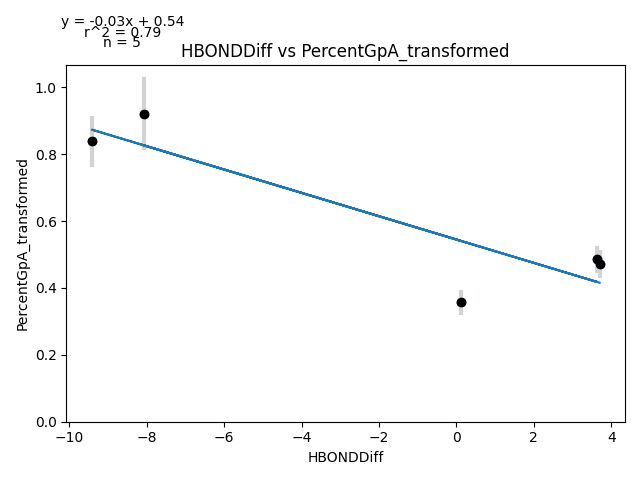 y = -0.03x + 0.54
r^2 = 0.79
n = 5
HBONDDiff vs PercentGpA_transformed
1.0
0.8
0.6
0.4
0.2
0.0
PercentGpA_transformed
−10
−8
−6
−4
−2
0
2
4
HBONDDiff